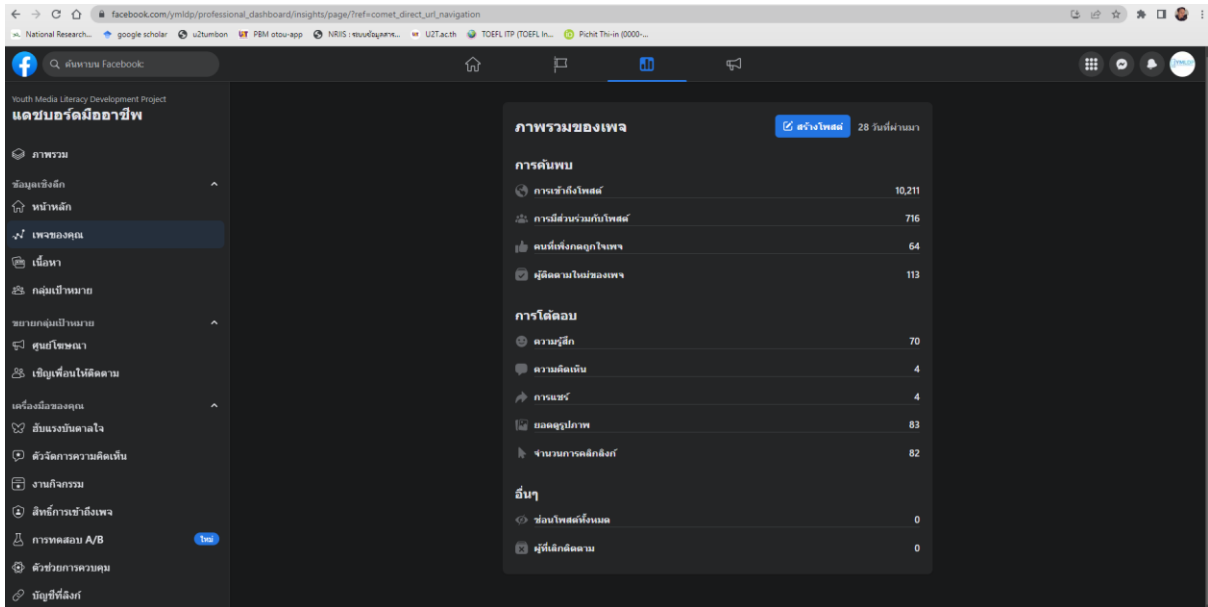 facebook.com/ymldp/professional_dashboard/insights/page/?ref=comet_direct_url_navigation
National Research... google scholar u2tumbon PBM otou-app NRIIS : ระบบข้อมูลสาร... U2T.ac.th TOEFL ITP (TOEFL In... Pichit Thi-in (0000-...
ค้นหาบน Facebook
Youth Media Literacy Development Project
แดชบอร์ดมืออาชีพ
ภาพรวม
ข้อมูลเชิงลึก
หน้าหลัก
เพจของคุณ
เนื้อหา
กลุ่มเป้าหมาย
ขยายกลุ่มเป้าหมาย
ศูนย์โฆษณา
เชิญเพื่อนให้ติดตาม
เครื่องมือของคุณ
ฮับแรงบันดาลใจ
ตัวจัดการความคิดเห็น
งานกิจกรรม
สิทธิ์การเข้าถึงเพจ
การทดสอบ A/B ใหม่
ตัวช่วยการควบคุม
บัญชีที่ลิงก์
ภาพรวมของเพจ สร้างโพสต์ 28 วันที่ผ่านมา
การค้นพบ
การเข้าถึงโพสต์ 10,211
การมีส่วนร่วมกับโพสต์ 716
คนที่เพิ่งกดถูกใจเพจ 64
ผู้ติดตามใหม่ของเพจ 113
การโต้ตอบ
ความรู้สึก 70
ความคิดเห็น 4
การแชร์ 4
ยอดดูรูปภาพ 83
จำนวนการคลิกลิงก์ 82
อื่นๆ
ซ่อนโพสต์ทั้งหมด 0
ผู้ที่เลิกติดตาม 0